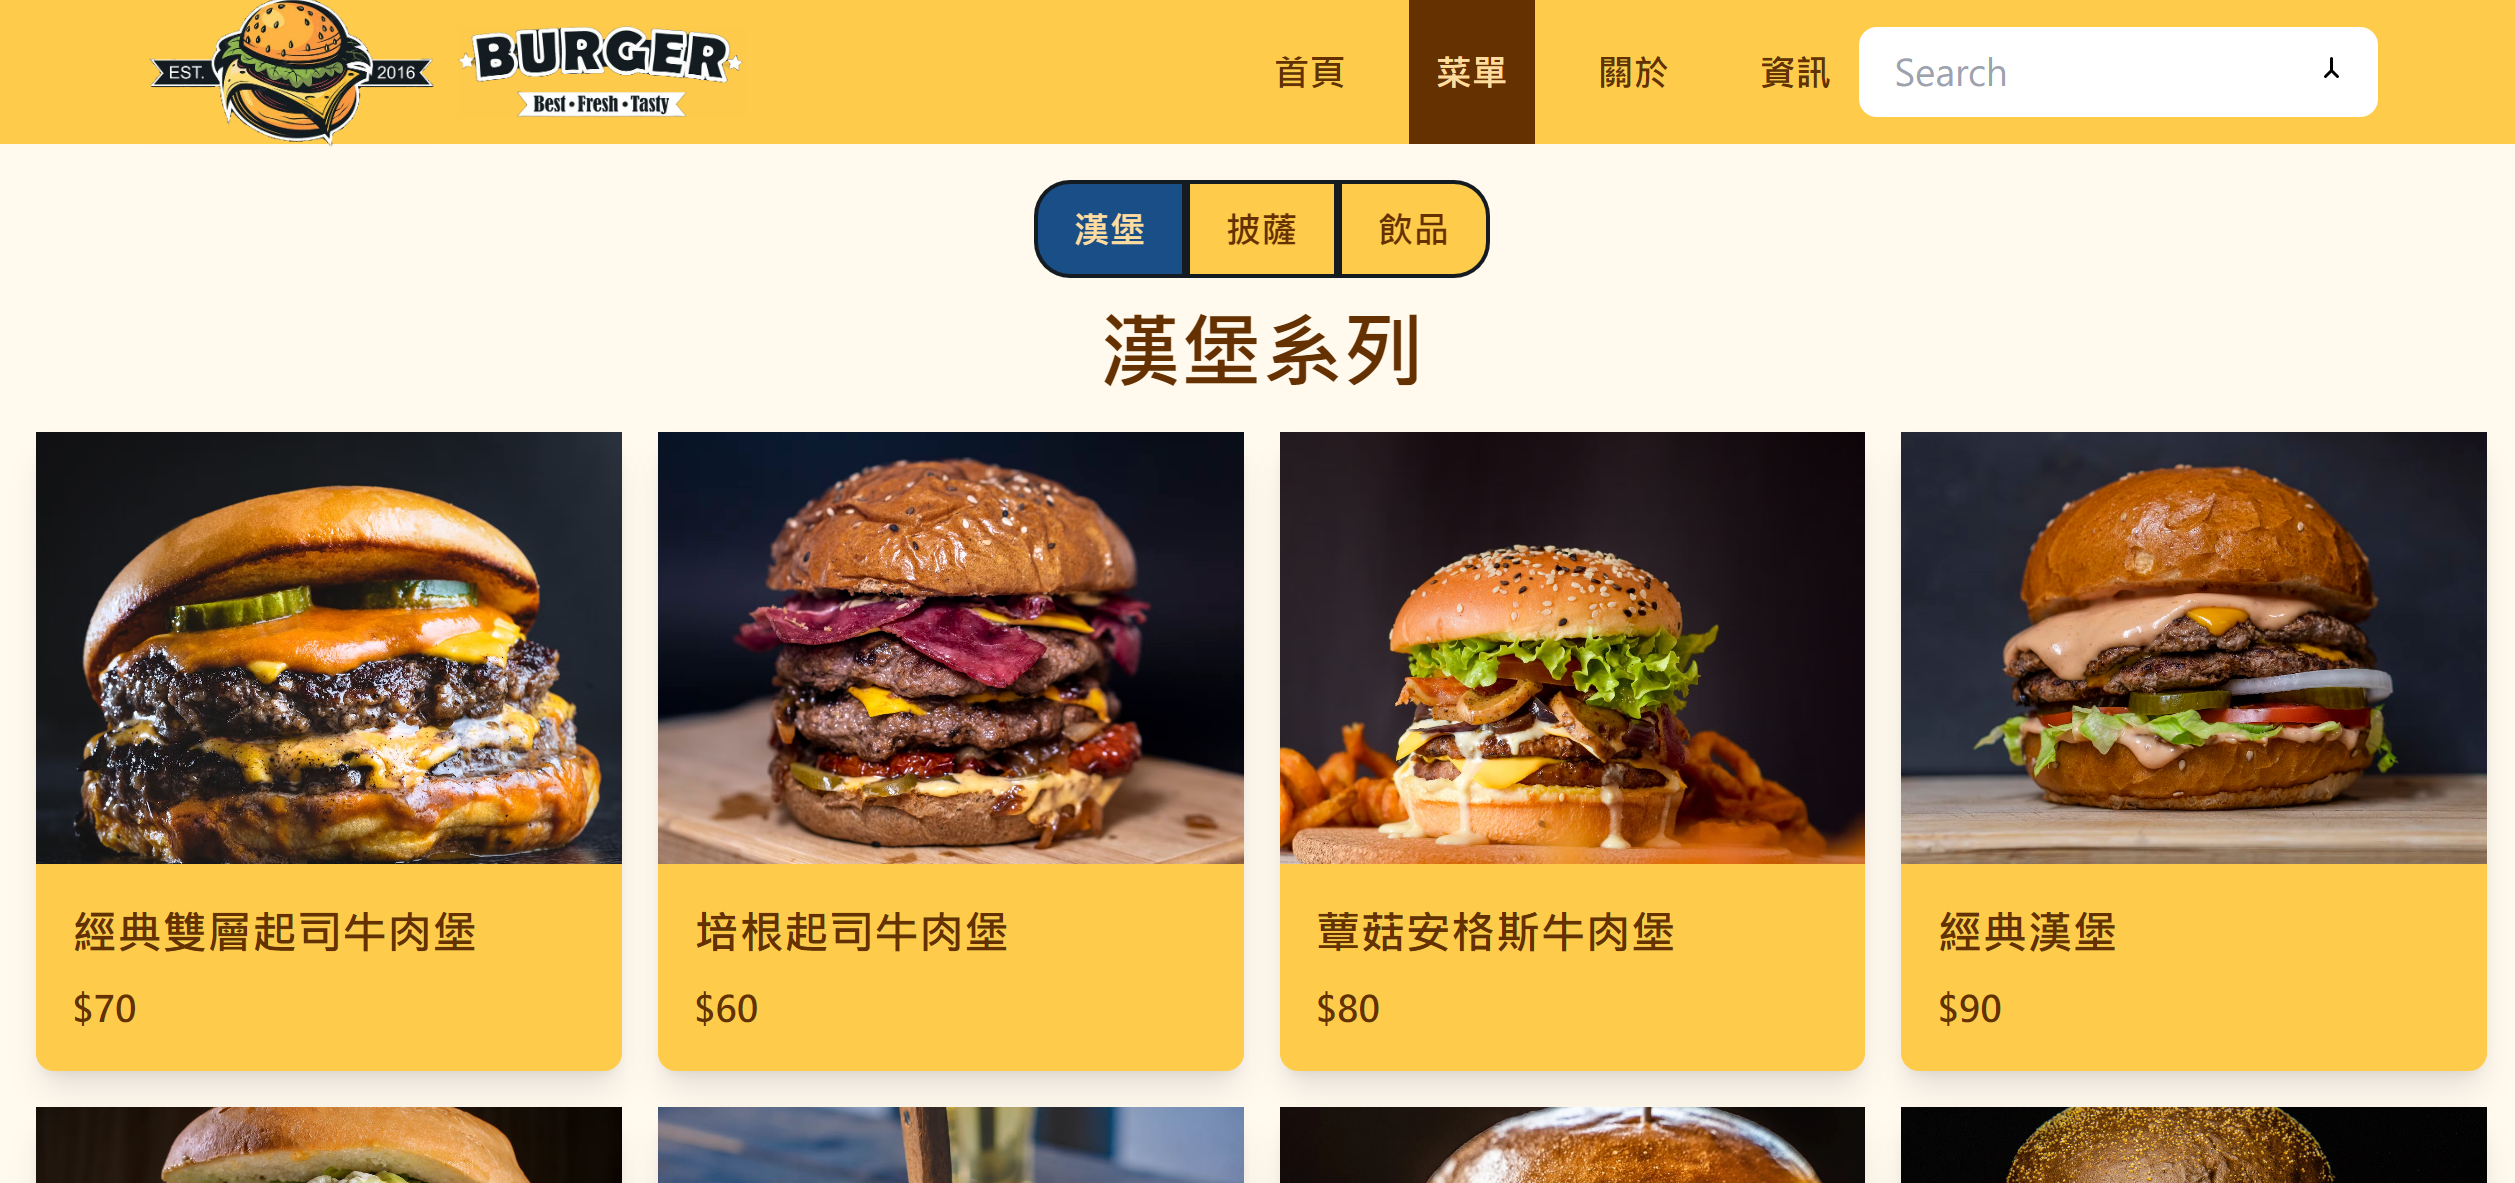 EST. 2016
BURGER
Best • Fresh • Tasty
首頁 菜單 關於 資訊 Search
漢堡 披薩 飲品
漢堡系列
經典雙層起司牛肉堡
$70
培根起司牛肉堡
$60
蕈菇安格斯牛肉堡
$80
經典漢堡
$90